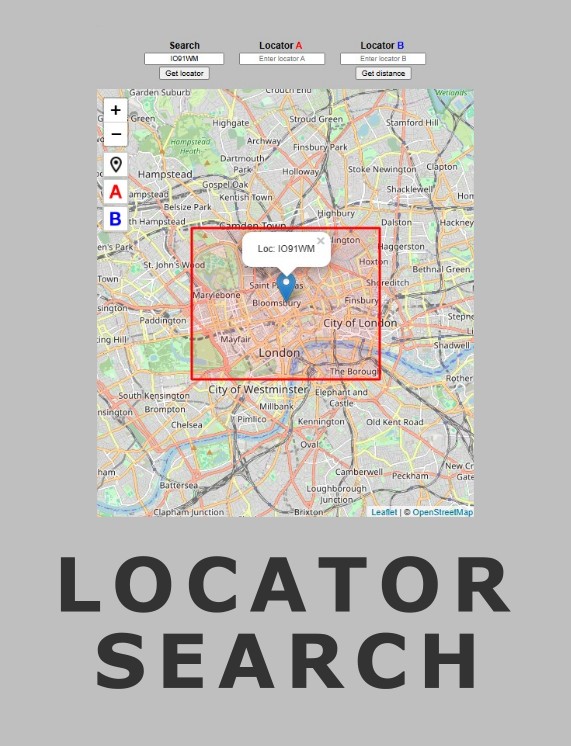 Search Locator A Locator B
IO91WM Enter locator A Enter locator B
Get locator Get distance
Garden Suburb Crouch End Wetlands
Green Highgate Stroud Green Stamford Hill
Archway Finsbury Park
Hampstead Heath
Dartmouth Park Holloway Stoke Newington Clapton
Hampstead Gospel Oak Shacklewell
Kentish Town
Belsize Park
Highbury Dalston Hackney
Camden Town
Haggerston
St. John's Wood Hoxton Bethnal Green
Loc: IO91WM ×
Saint Pancras Shoreditch
Marylebone Bloomsbury Finsbury
Paddington City of London
Mayfair Shadwell
London
The Borough
City of Westminster Elephant and Castle
South Kensington
Brompton Millbank
Pimlico Kennington Old Kent Road
Chelsea
Oval
Camberwell Peckham
Battersea Loughborough Junction
Clapham Junction Brixton
+
−
A
B
Leaflet | © OpenStreetMap
LOCATOR
SEARCH